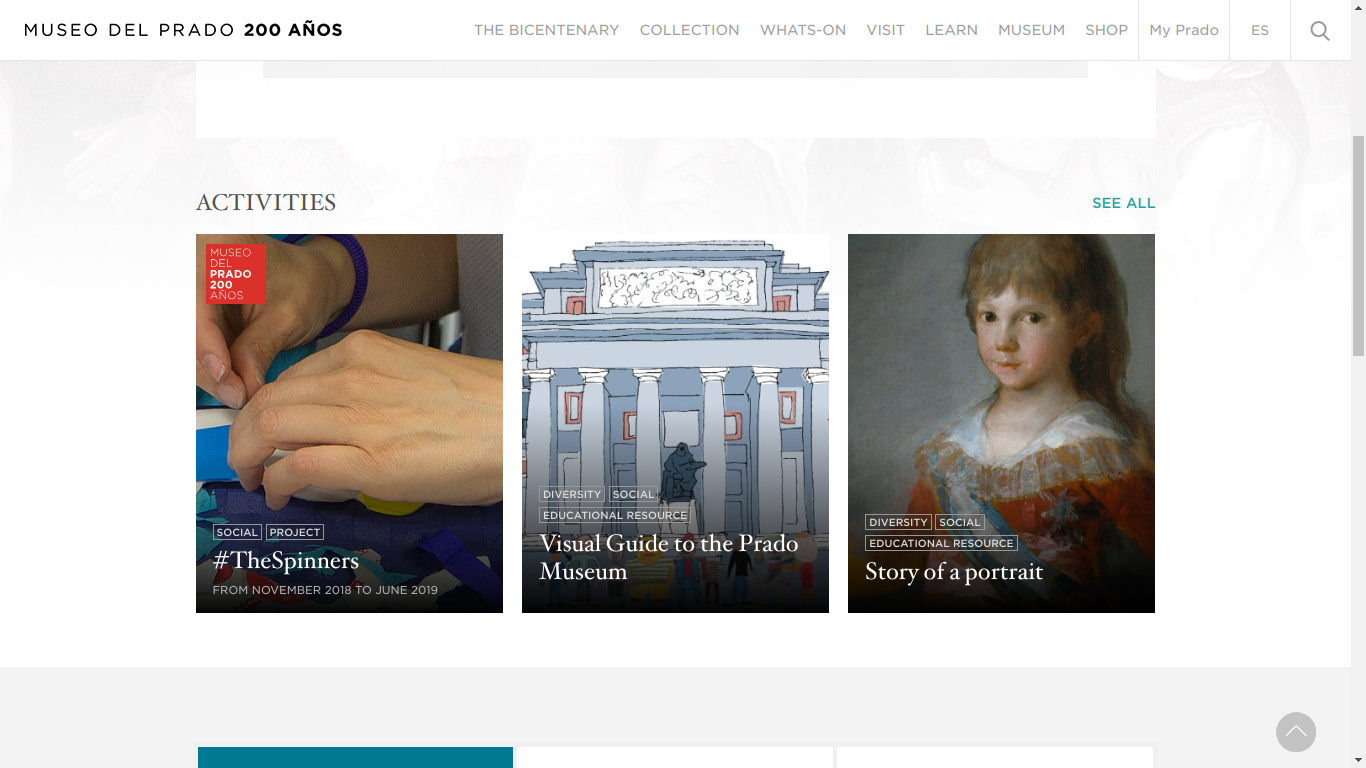 MUSEO DEL PRADO 200 AÑOS
THE BICENTENARY COLLECTION WHATS-ON VISIT LEARN MUSEUM SHOP My Prado ES
ACTIVITIES
SEE ALL
MUSEO
DEL
PRADO
200
AÑOS
SOCIAL PROJECT
#TheSpinners
FROM NOVEMBER 2018 TO JUNE 2019
DIVERSITY SOCIAL
EDUCATIONAL RESOURCE
Visual Guide to the Prado
Museum
DIVERSITY SOCIAL
EDUCATIONAL RESOURCE
Story of a portrait